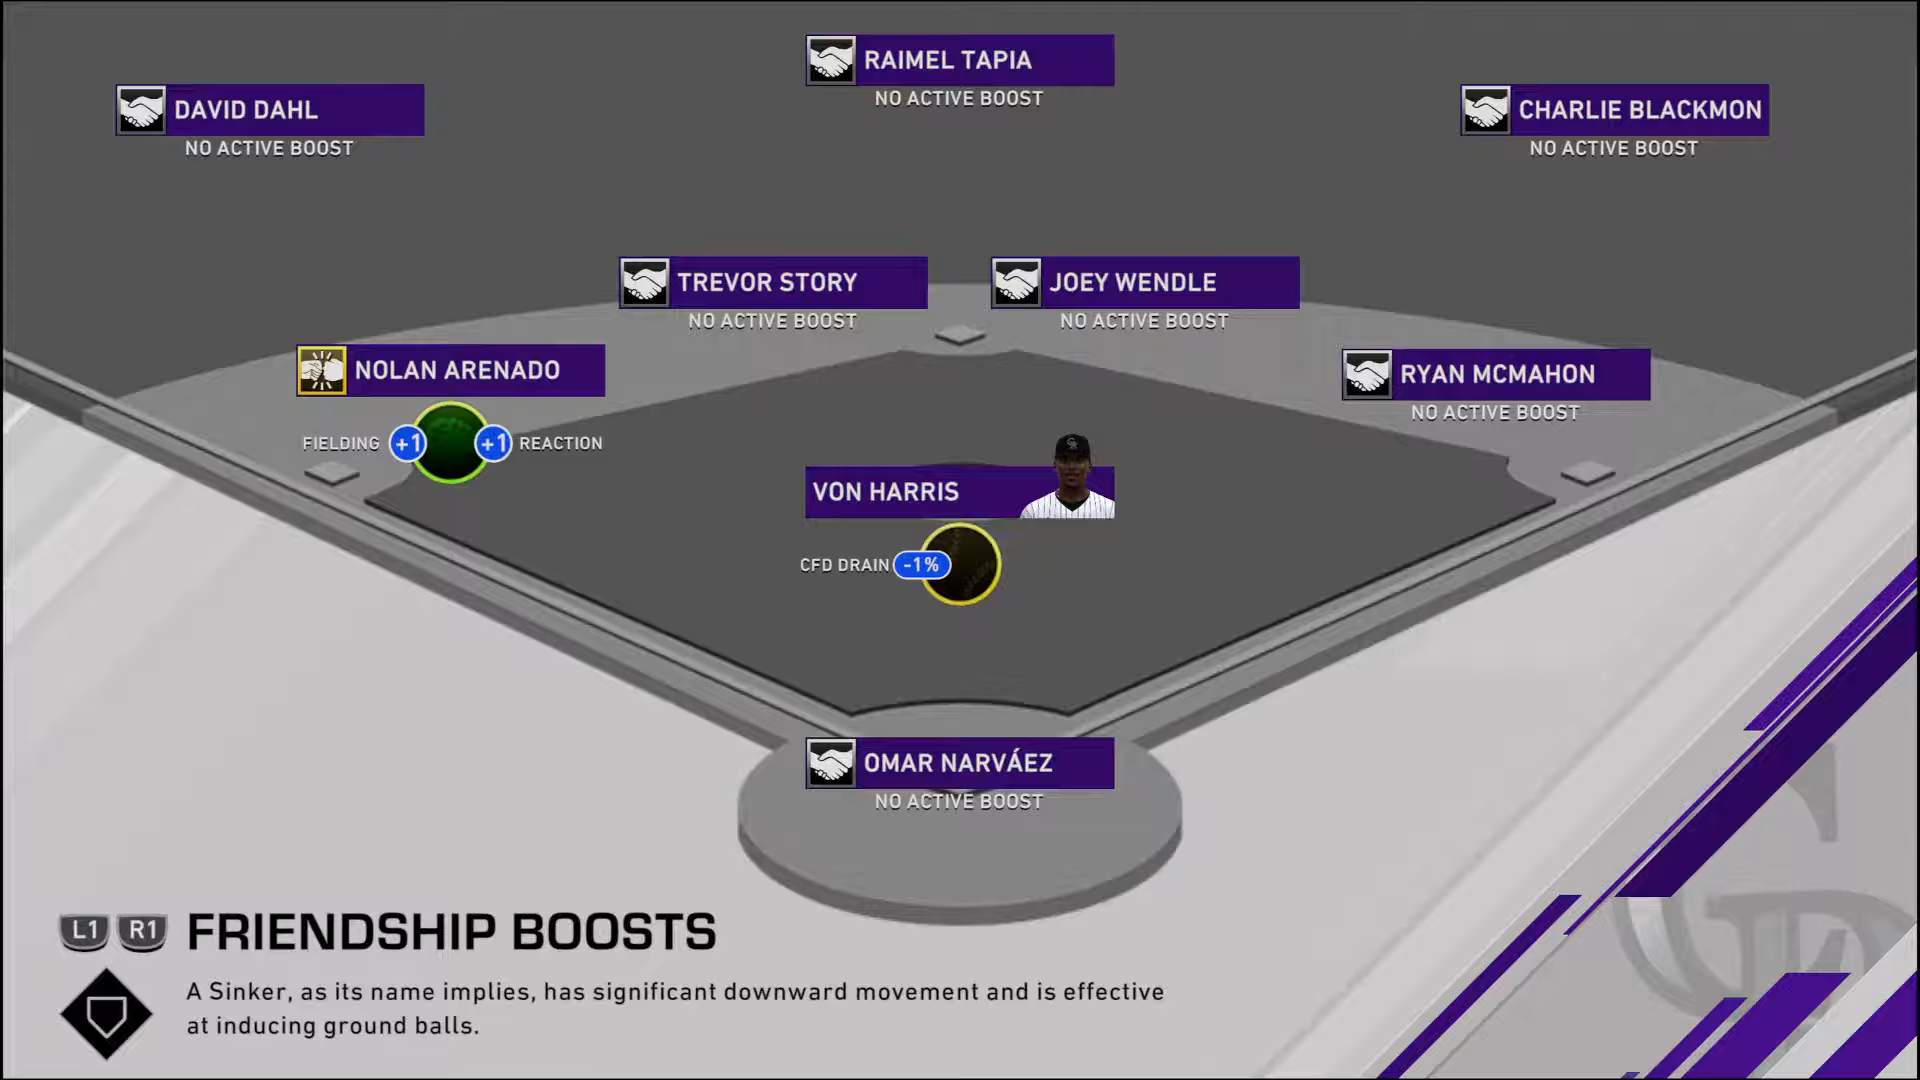 RAIMEL TAPIA
NO ACTIVE BOOST
DAVID DAHL
NO ACTIVE BOOST
CHARLIE BLACKMON
NO ACTIVE BOOST
TREVOR STORY
NO ACTIVE BOOST
JOEY WENDLE
NO ACTIVE BOOST
NOLAN ARENADO
FIELDING +1 +1 REACTION
RYAN MCMAHON
NO ACTIVE BOOST
VON HARRIS
CFD DRAIN -1%
OMAR NARVÁEZ
NO ACTIVE BOOST
L1 R1 FRIENDSHIP BOOSTS
A Sinker, as its name implies, has significant downward movement and is effective
at inducing ground balls.